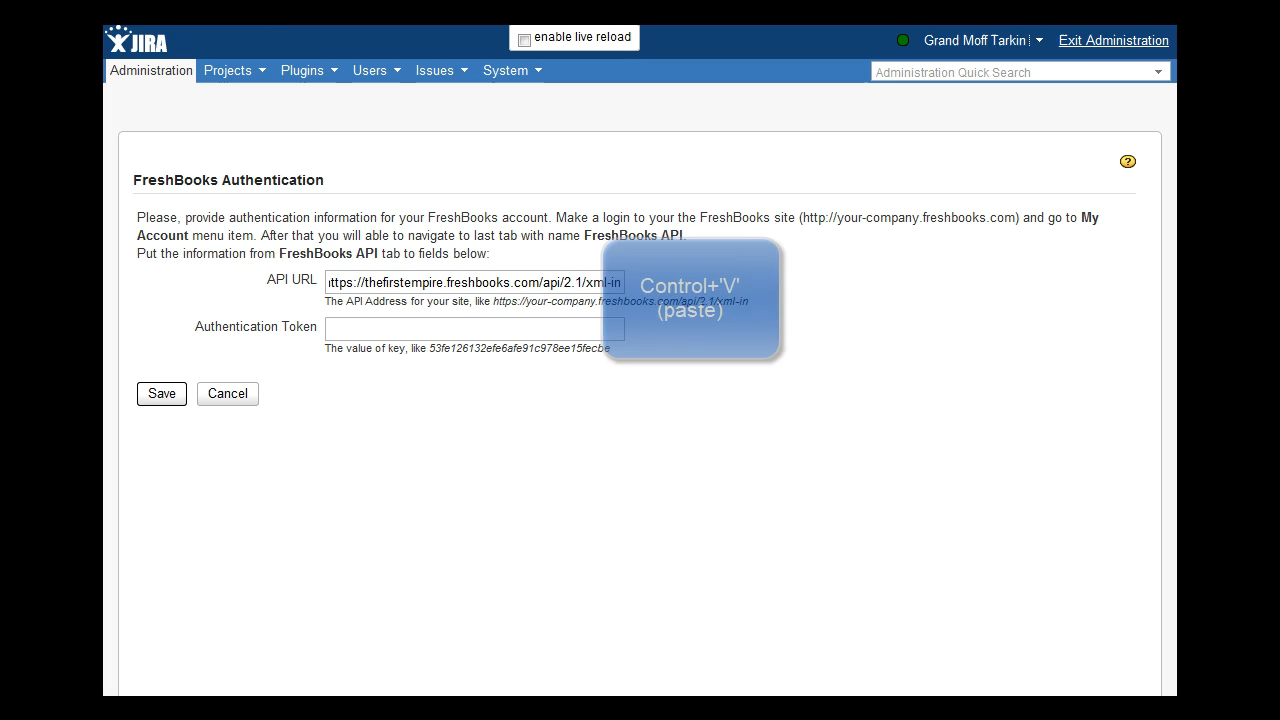 JIRA
enable live reload
Grand Moff Tarkin
Exit Administration
Administration Projects Plugins Users Issues System
Administration Quick Search
?
FreshBooks Authentication
Please, provide authentication information for your FreshBooks account. Make a login to your the FreshBooks site (http://your-company.freshbooks.com) and go to My
Account menu item. After that you will able to navigate to last tab with name FreshBooks API.
Put the information from FreshBooks API tab to fields below:
API URL ttps://thefirstempire.freshbooks.com/api/2.1/xml-in
The API Address for your site, like https://your-company.freshbooks.com/api/2.1/xml-in
Control+'V'
(paste)
Authentication Token
The value of key, like 53fe126132efe6afe91c978ee15fecbe
Save Cancel